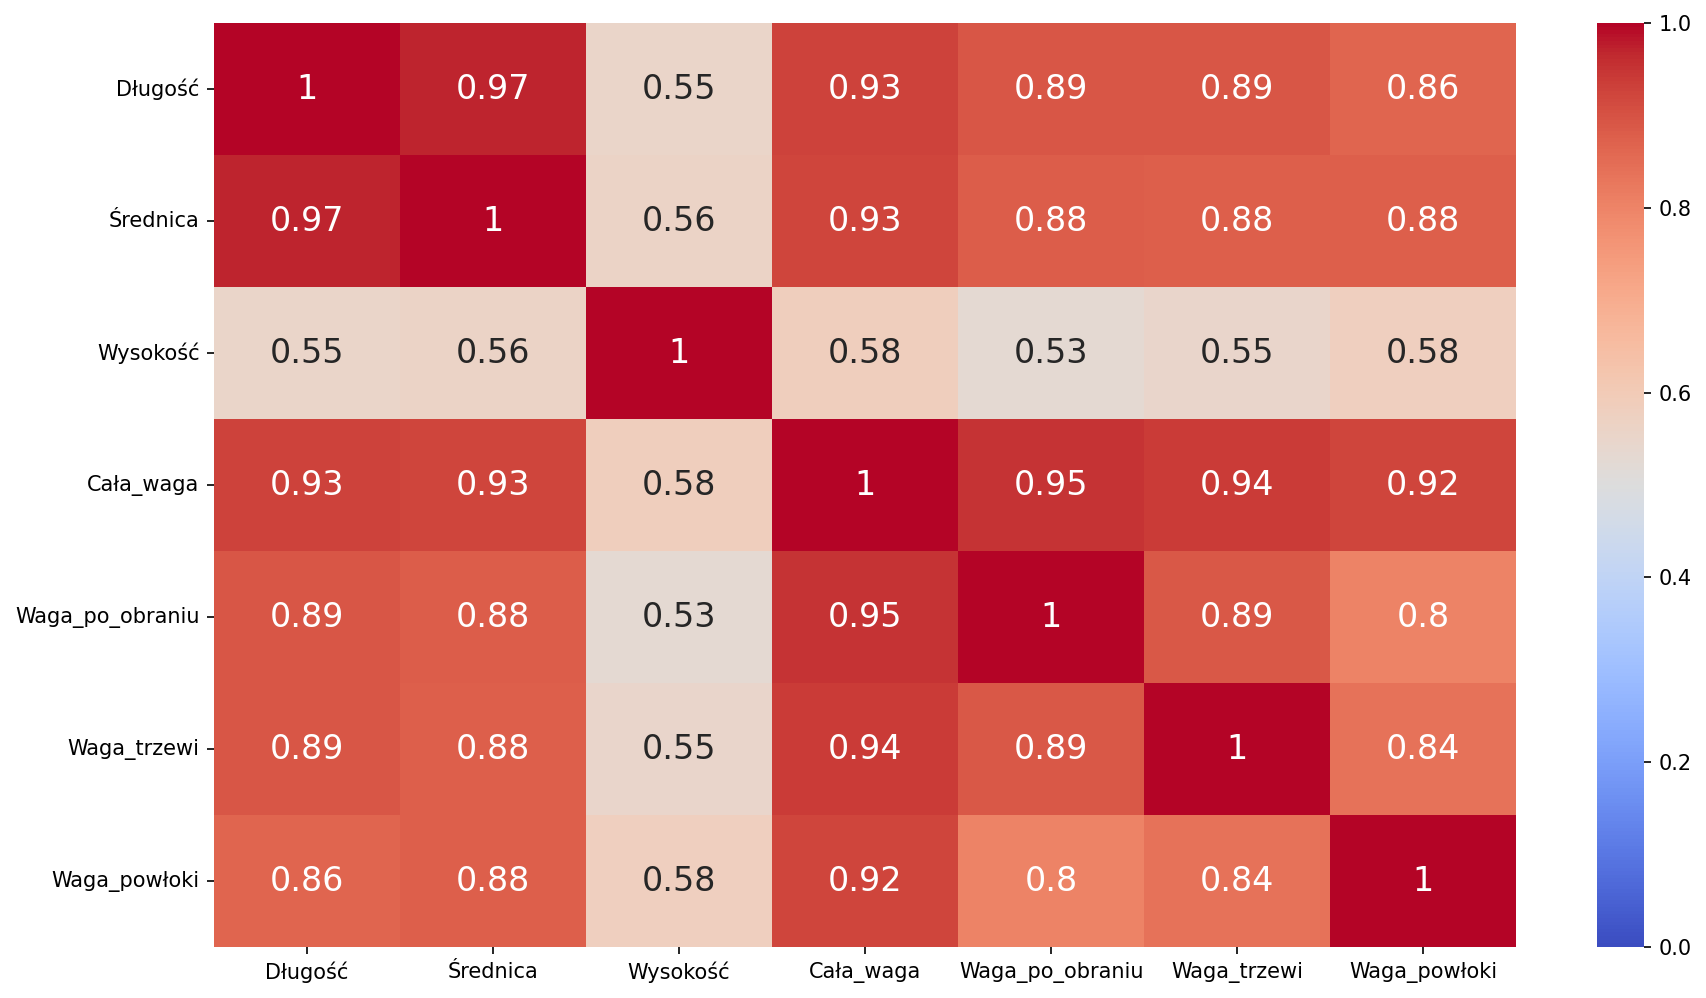 Długość 1 0.97 0.55 0.93 0.89 0.89 0.86
Średnica 0.97 1 0.56 0.93 0.88 0.88 0.88
Wysokość 0.55 0.56 1 0.58 0.53 0.55 0.58
Cała_waga 0.93 0.93 0.58 1 0.95 0.94 0.92
Waga_po_obraniu 0.89 0.88 0.53 0.95 1 0.89 0.8
Waga_trzewi 0.89 0.88 0.55 0.94 0.89 1 0.84
Waga_powłoki 0.86 0.88 0.58 0.92 0.8 0.84 1
Długość Średnica Wysokość Cała_waga Waga_po_obraniu Waga_trzewi Waga_powłoki
1.0
0.8
0.6
0.4
0.2
0.0